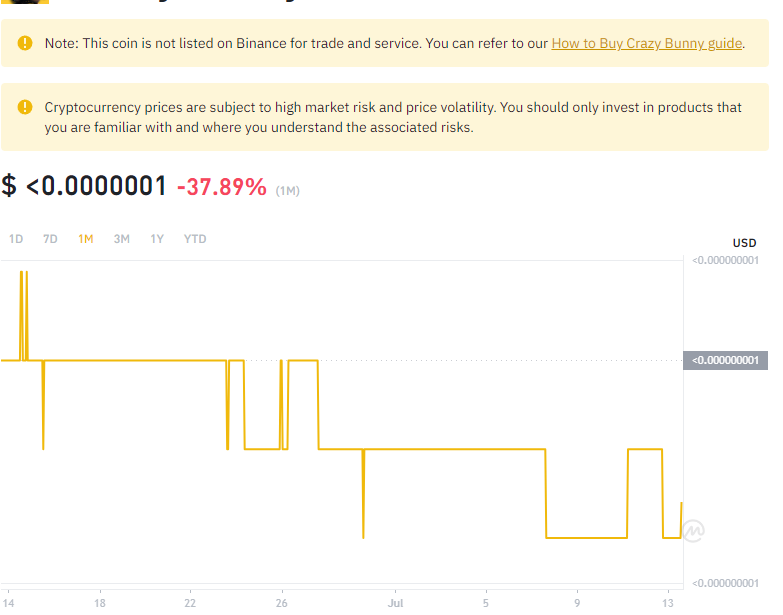 Note: This coin is not listed on Binance for trade and service. You can refer to our How to Buy Crazy Bunny guide.
Cryptocurrency prices are subject to high market risk and price volatility. You should only invest in products that
you are familiar with and where you understand the associated risks.
$ <0.0000001 -37.89% (1M)
1D 7D 1M 3M 1Y YTD
USD
<0.000000001
<0.000000001
<0.000000001
14 18 22 26 Jul 5 9 13